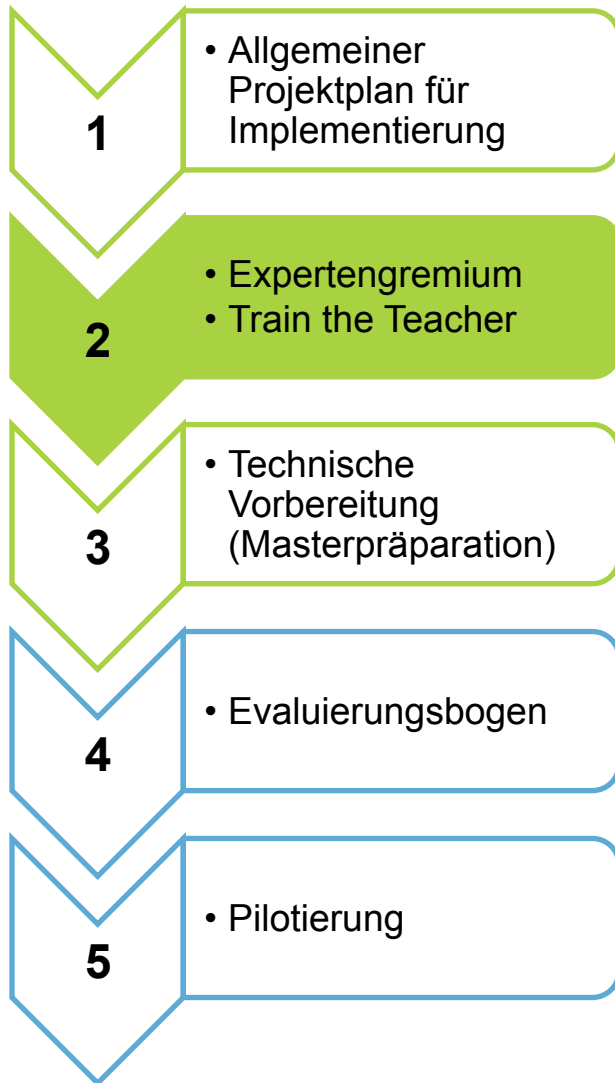 1
• Allgemeiner
Projektplan für
Implementierung
2
• Expertengremium
• Train the Teacher
3
• Technische
Vorbereitung
(Masterpräparation)
4
• Evaluierungsbogen
5
• Pilotierung